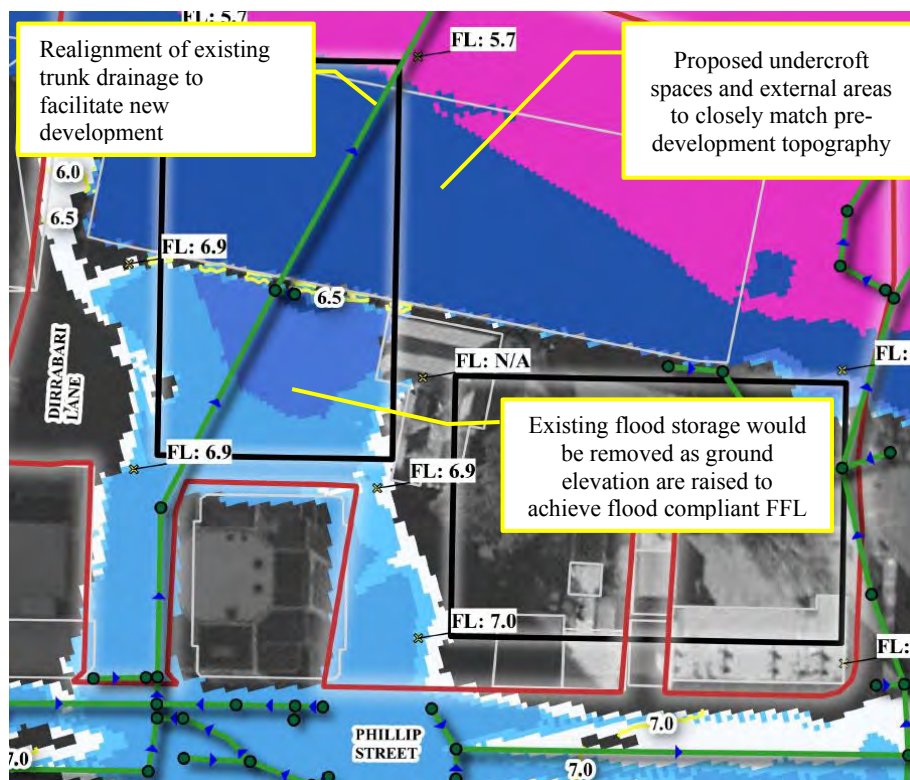 FL: 5.7
Realignment of existing
trunk drainage to
facilitate new
development
FL: 5.7
Proposed undercroft
spaces and external areas
to closely match pre-
development topography
6.0
6.5
FL: 6.9
6.5
DIRRABARI
LANE
FL: N/A
FL:
Existing flood storage would
be removed as ground
elevation are raised to
achieve flood compliant FFL
FL: 6.9
FL: 6.9
FL: 7.0
FL:
PHILLIP
STREET
7.0
7.0
7.0